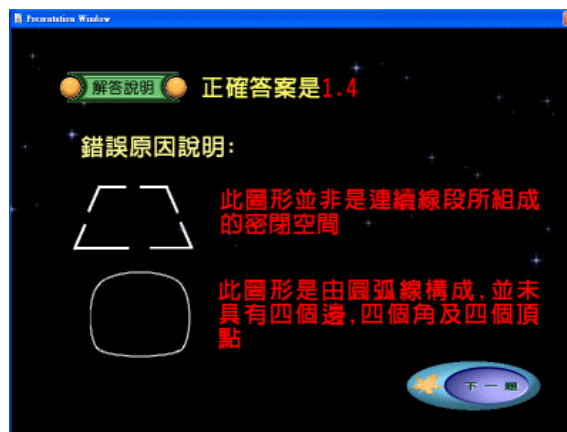 Presentation Window
解答說明
正確答案是1.4
錯誤原因說明:
此圖形並非是連續線段所組成
的密閉空間
此圖形是由圓弧線構成,並未
具有四個邊,四個角及四個頂
點
下一題